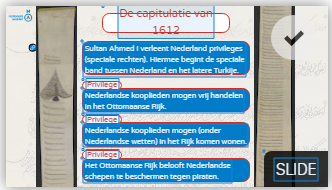 De capitulatie van
1612
Sultan Ahmed I verleent Nederland privileges
(speciale rechten). Hiermee begint de speciale
band tussen Nederland en het latere Turkije.
Privilege
Nederlandse kooplieden mogen vrij handelen
in het Ottomaanse Rijk.
Privilege
Nederlandse kooplieden mogen (onder
Nederlandse wetten) in het Rijk komen wonen.
Privilege
Het Ottomaanse Rijk belooft Nederlandse
schepen te beschermen tegen piraten.
SLIDE